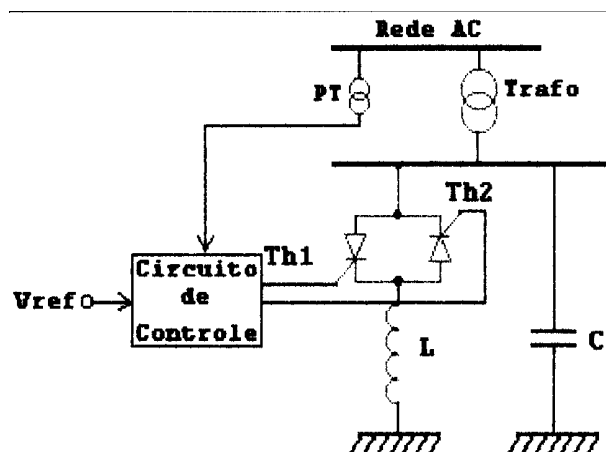 Rede AC
PT
Trafo
Th2
Th1
Circuito
de
Controle
Vref
L
C